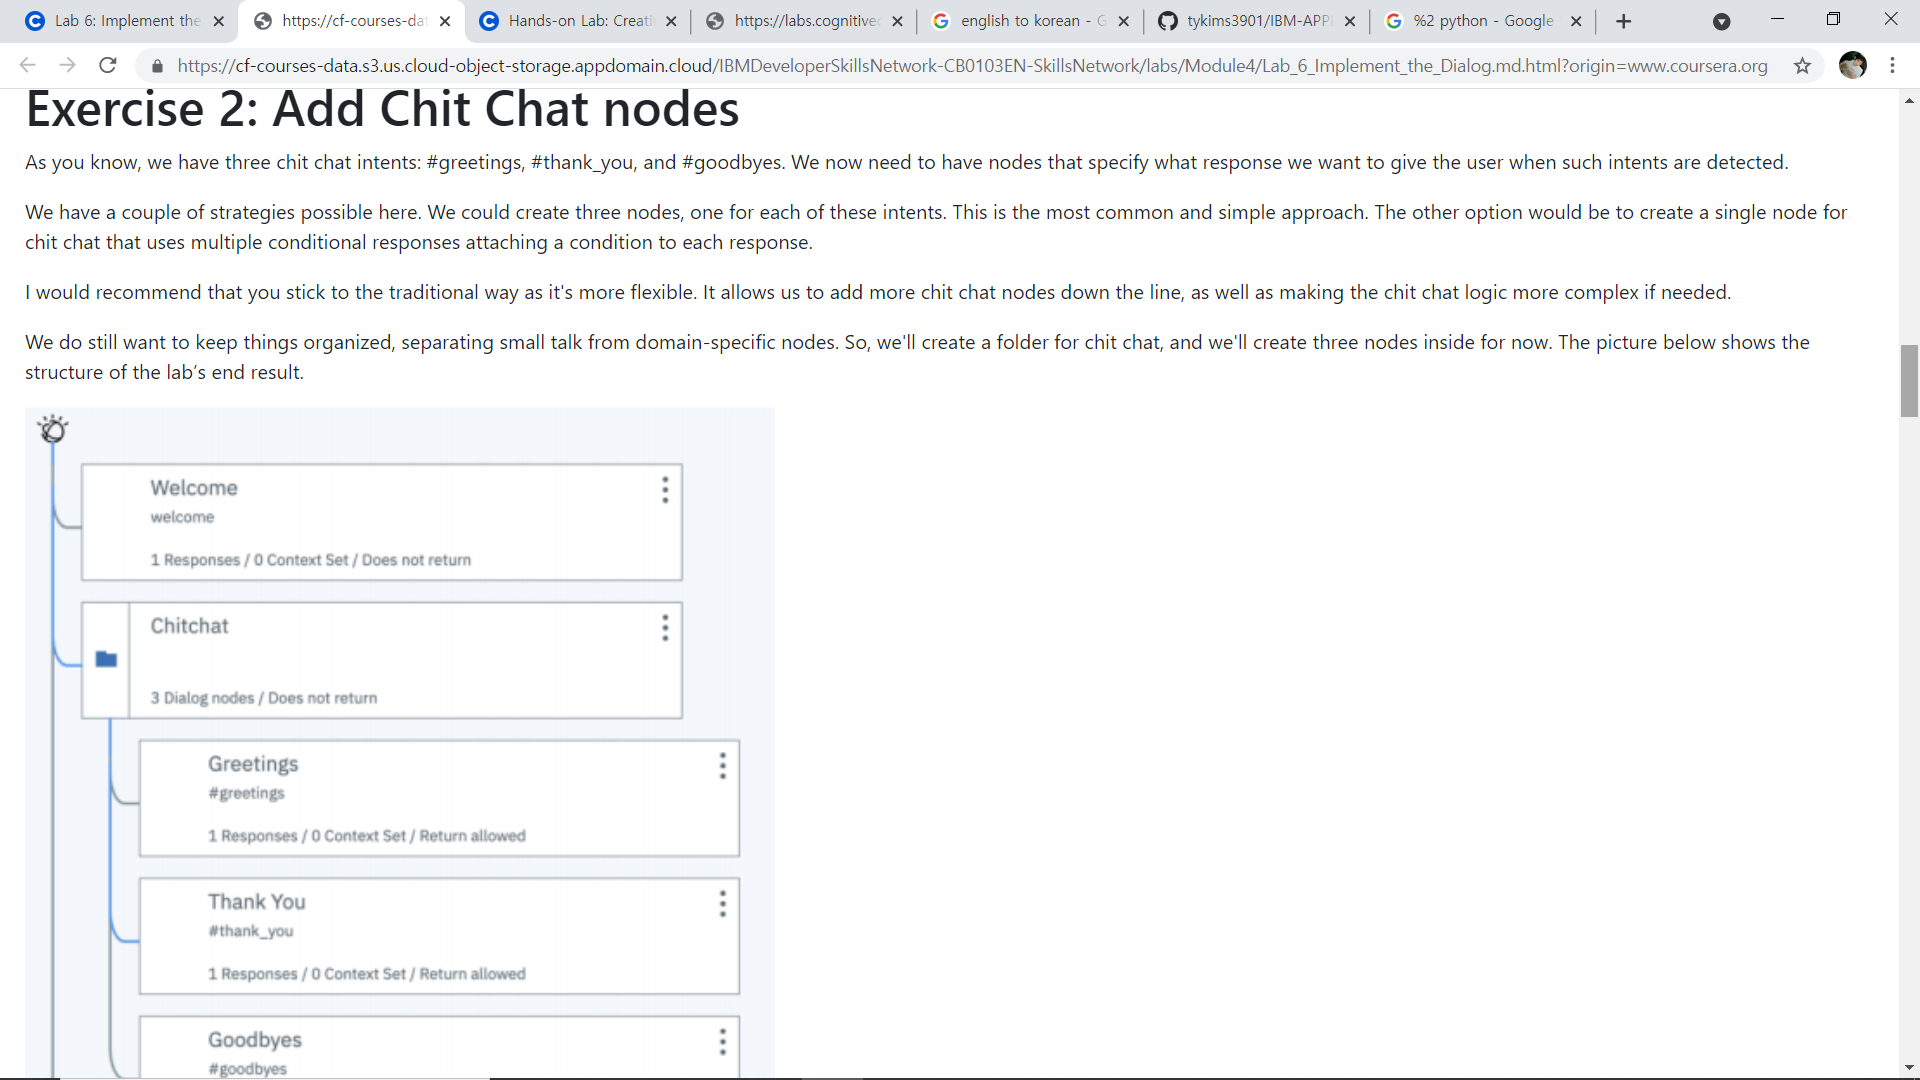 Lab 6: Implement the
https://cf-courses-dat
Hands-on Lab: Creati
https://labs.cognitivec
english to korean - G
tykims3901/IBM-APPL
%2 python - Google
https://cf-courses-data.s3.us.cloud-object-storage.appdomain.cloud/IBMDeveloperSkillsNetwork-CB0103EN-SkillsNetwork/labs/Module4/Lab_6_Implement_the_Dialog.md.html?origin=www.coursera.org
Exercise 2: Add Chit Chat nodes
As you know, we have three chit chat intents: #greetings, #thank_you, and #goodbyes. We now need to have nodes that specify what response we want to give the user when such intents are detected.
We have a couple of strategies possible here. We could create three nodes, one for each of these intents. This is the most common and simple approach. The other option would be to create a single node for
chit chat that uses multiple conditional responses attaching a condition to each response.
I would recommend that you stick to the traditional way as it's more flexible. It allows us to add more chit chat nodes down the line, as well as making the chit chat logic more complex if needed.
We do still want to keep things organized, separating small talk from domain-specific nodes. So, we'll create a folder for chit chat, and we'll create three nodes inside for now. The picture below shows the
structure of the lab’s end result.
Welcome
welcome
1 Responses / 0 Context Set / Does not return
Chitchat
3 Dialog nodes / Does not return
Greetings
#greetings
1 Responses / 0 Context Set / Return allowed
Thank You
#thank_you
1 Responses / 0 Context Set / Return allowed
Goodbyes
#goodbyes